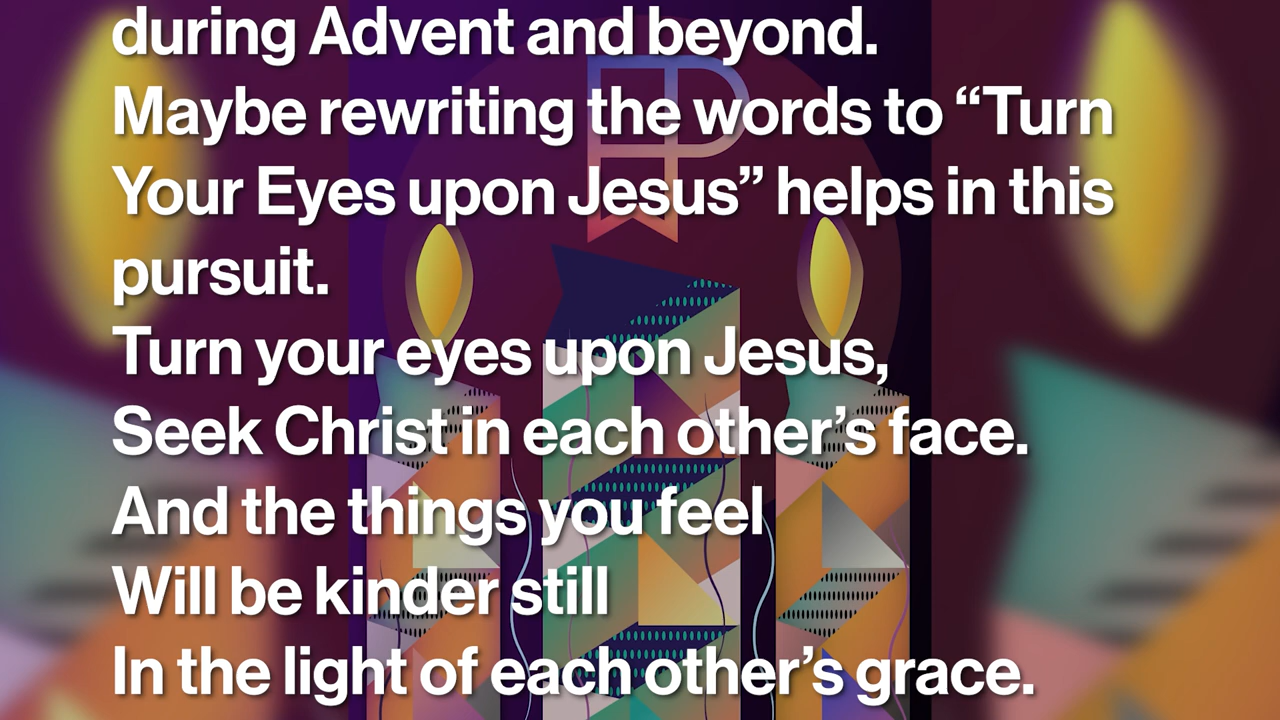 during Advent and beyond.
Maybe rewriting the words to “Turn
Your Eyes upon Jesus” helps in this
pursuit.
Turn your eyes upon Jesus,
Seek Christ in each other’s face.
And the things you feel
Will be kinder still
In the light of each other’s grace.